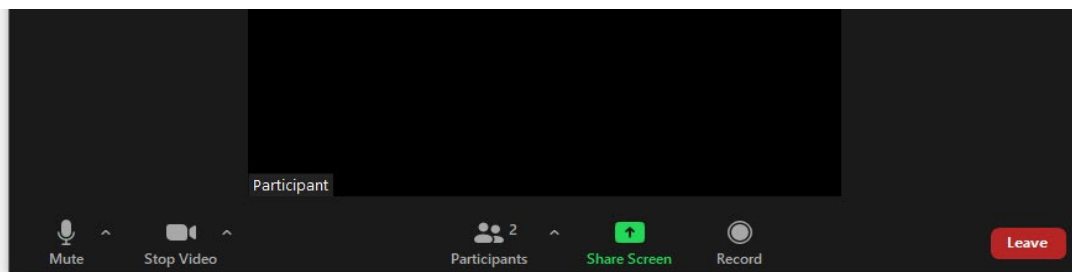 Participant
2
Mute
Stop Video
Participants
Share Screen
Record
Leave